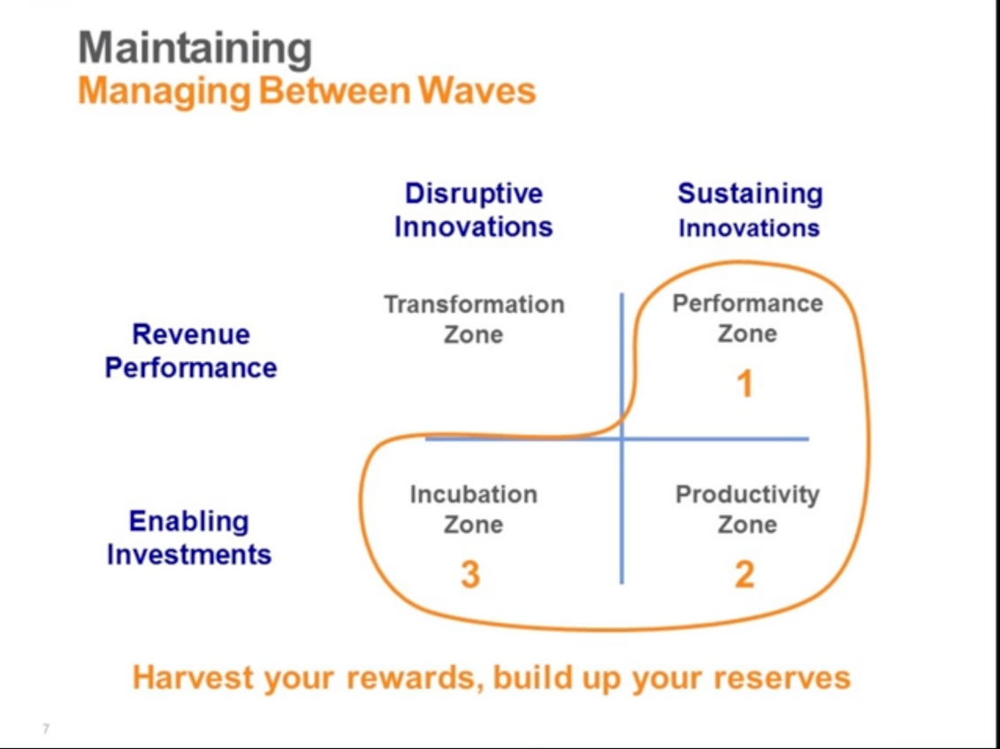 Maintaining
Managing Between Waves
Disruptive
Innovations
Sustaining
Innovations
Revenue
Performance
Transformation
Zone
Performance
Zone
1
Enabling
Investments
Incubation
Zone
3
Productivity
Zone
2
Harvest your rewards, build up your reserves
7